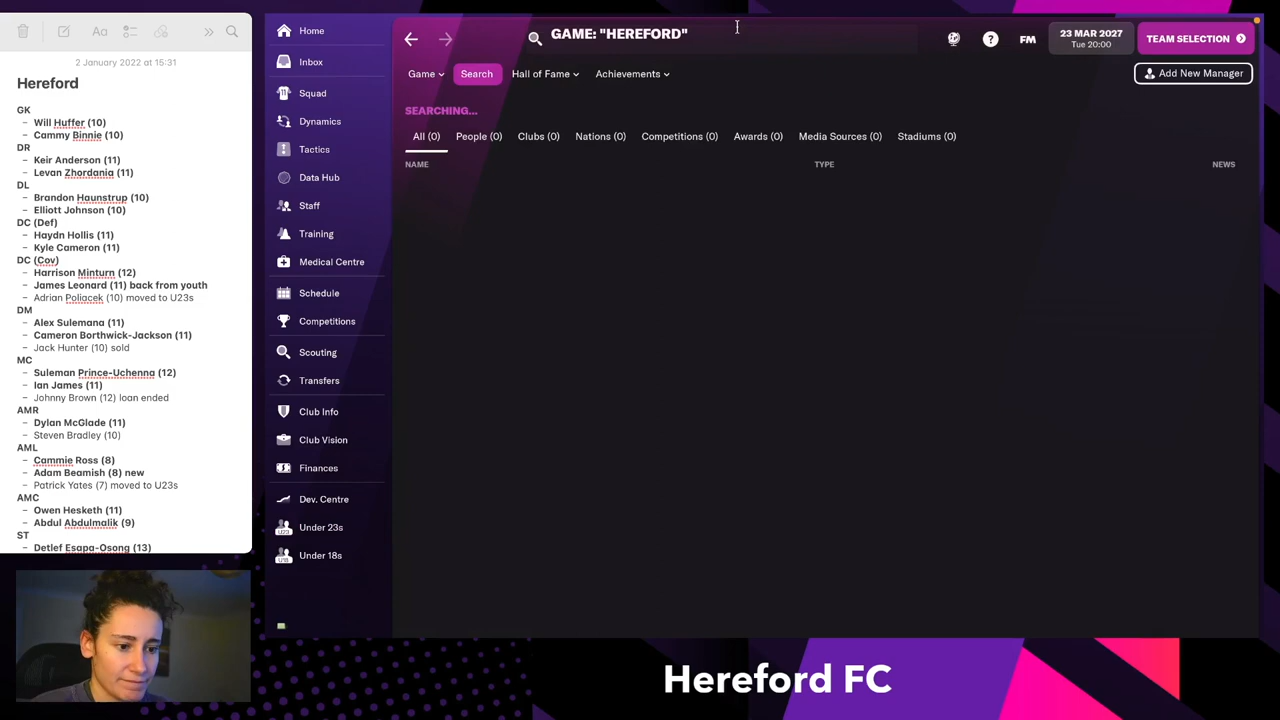 2 January 2022 at 15:31
Hereford
GK
– Will Huffer (10)
– Cammy Binnie (10)
DR
– Keir Anderson (11)
– Levan Zhordania (11)
DL
– Brandon Haunstrup (10)
– Elliott Johnson (10)
DC (Def)
– Haydn Hollis (11)
– Kyle Cameron (11)
DC (Cov)
– Harrison Minturn (12)
– James Leonard (11) back from youth
– Adrian Poliacek (10) moved to U23s
DM
– Alex Sulemana (11)
– Cameron Borthwick-Jackson (11)
– Jack Hunter (10) sold
MC
– Suleman Prince-Uchenna (12)
– Ian James (11)
– Johnny Brown (12) loan ended
AMR
– Dylan McGlade (11)
– Steven Bradley (10)
AML
– Cammie Ross (8)
– Adam Beamish (8) new
– Patrick Yates (7) moved to U23s
AMC
– Owen Hesketh (11)
– Abdul Abdulmalik (9)
ST
– Detlef Esapa-Osong (13)
Aa
Home
Inbox
Squad
Dynamics
Tactics
Data Hub
Staff
Training
Medical Centre
Schedule
Competitions
Scouting
Transfers
Club Info
Club Vision
Finances
Dev. Centre
U23 Under 23s
U18 Under 18s
GAME: "HEREFORD"
? FM
23 MAR 2027
Tue 20:00
TEAM SELECTION
Game Search Hall of Fame Achievements
Add New Manager
SEARCHING...
All (0) People (0) Clubs (0) Nations (0) Competitions (0) Awards (0) Media Sources (0) Stadiums (0)
NAME TYPE NEWS
Hereford FC